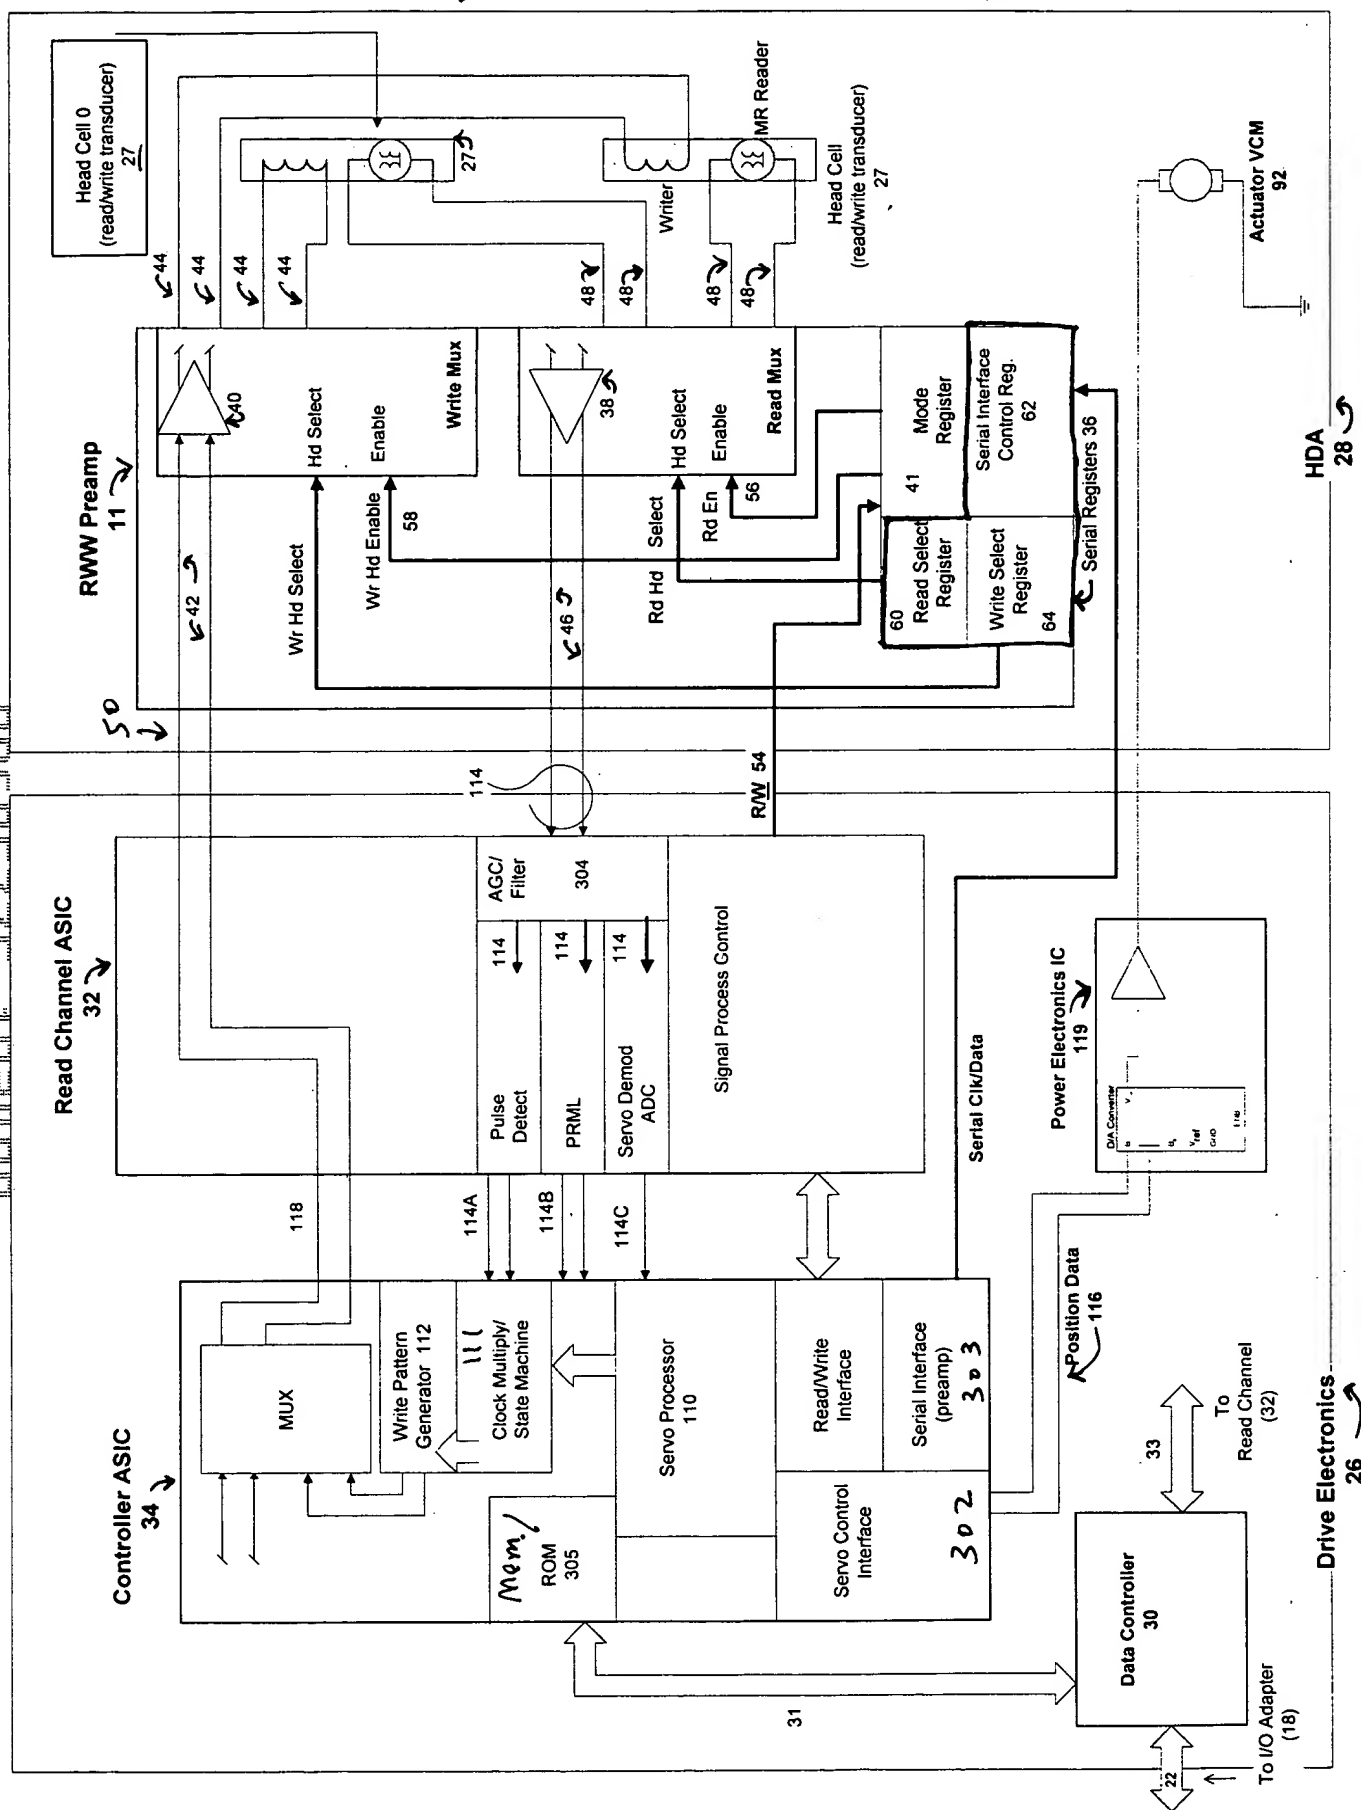 Head Cell 0
(read/write transducer)
27
44
44
44
44
27
MR Reader
Writer
Head Cell
(read/write transducer)
27
48
48
48
48
Actuator VCM
92
RWW Preamp
11
42
50
40
Hd Select
Enable
Write Mux
Wr Hd Select
Wr Hd Enable
58
38
Hd Select
Enable
Read Mux
46
Rd Hd
Select
Rd En
56
Mode
Register
41
Serial Interface
Control Reg.
62
60
Read Select
Register
Write Select
Register
64
Serial Registers 36
HDA
28
Read Channel ASIC
32
114
R/W 54
AGC/
Filter
304
114
114
114
Pulse
Detect
PRML
Servo Demod
ADC
Signal Process Control
Serial Clk/Data
Power Electronics IC
119
D/A Converter
Vref
GND
118
114A
114B
114C
Controller ASIC
34
MUX
Write Pattern
Generator 112
111
Clock Multiply/
State Machine
Mem./
ROM
305
Servo Processor
110
Read/Write
Interface
Serial Interface
(preamp)
303
Servo Control
Interface
302
Position Data
116
31
33
To
Read Channel
(32)
Data Controller
30
22
To I/O Adapter
(18)
Drive Electronics
26